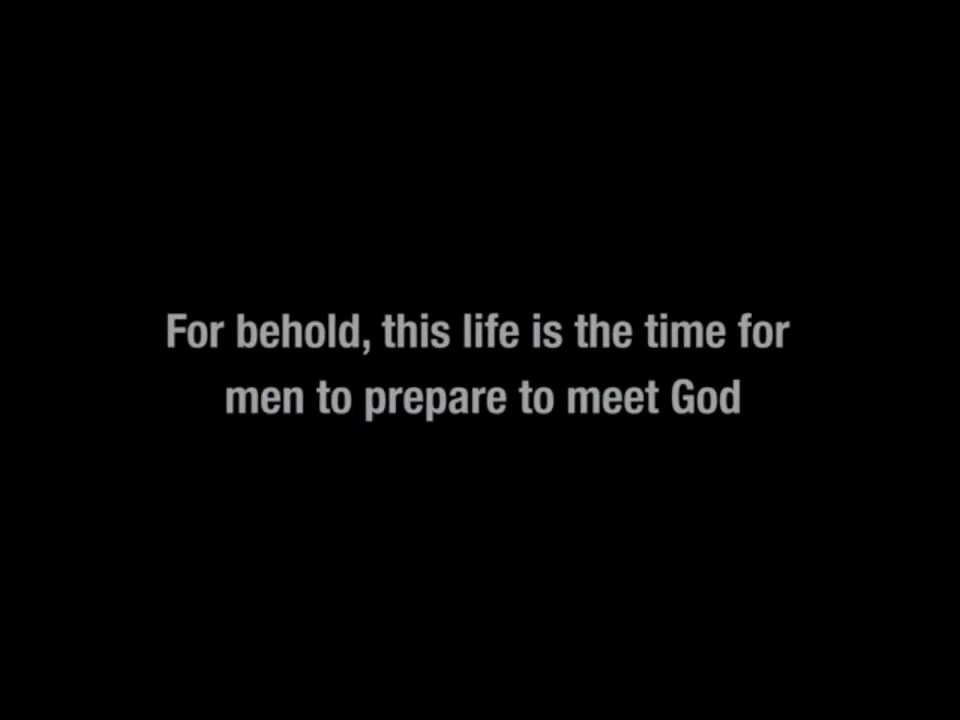 For behold, this life is the time for
men to prepare to meet God